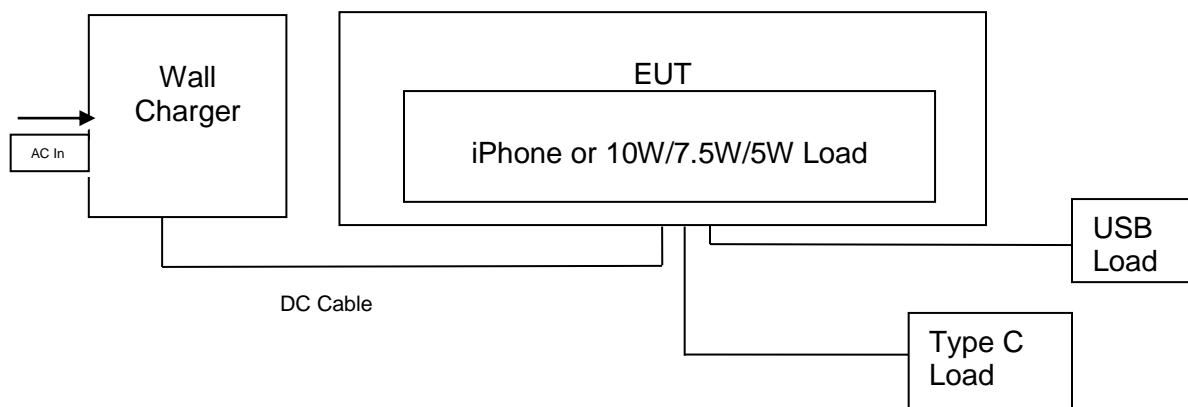 Wall
Charger
AC In
EUT
iPhone or 10W/7.5W/5W Load
USB
Load
DC Cable
Type C
Load